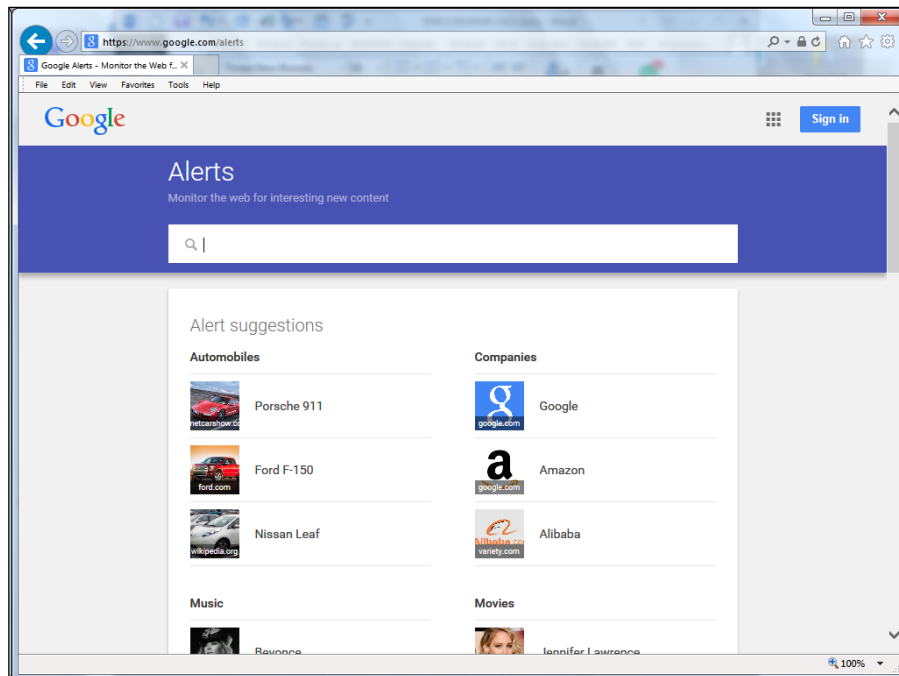 https://www.google.com/alerts
Google Alerts - Monitor the Web f...
File Edit View Favorites Tools Help
Google
Sign in
Alerts
Monitor the web for interesting new content
Alert suggestions
Automobiles
Companies
netcarshow.co
Porsche 911
google.com
Google
ford.com
Ford F-150
google.com
Amazon
wikipedia.org
Nissan Leaf
Alibaba.co
variety.com
Alibaba
Music
Movies
Beyonce
Jennifer Lawrence
100%